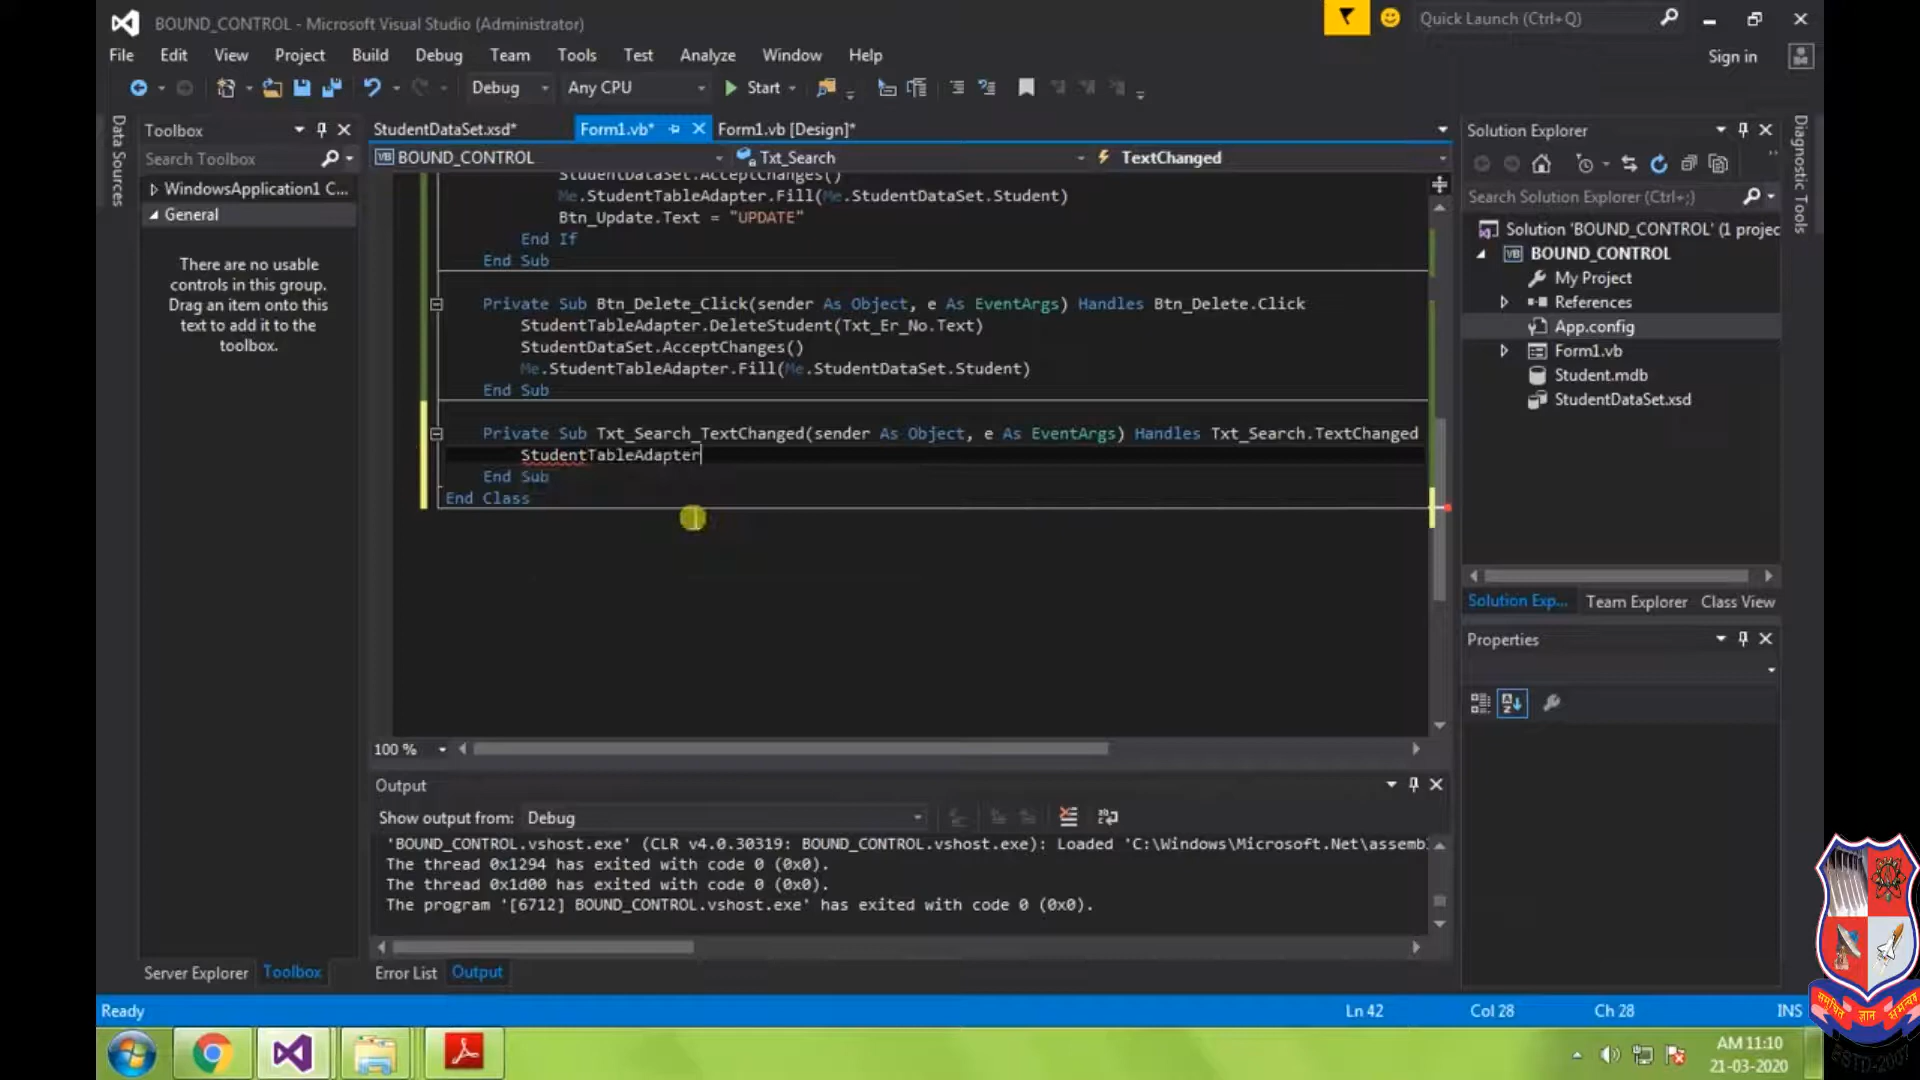 BOUND_CONTROL - Microsoft Visual Studio (Administrator)
Quick Launch (Ctrl+Q)
File Edit View Project Build Debug Team Tools Test Analyze Window Help
Sign in
Debug Any CPU Start
Data Sources
Toolbox
Search Toolbox
WindowsApplication1 C...
General
There are no usable
controls in this group.
Drag an item onto this
text to add it to the
toolbox.
StudentDataSet.xsd* Form1.vb* Form1.vb [Design]*
BOUND_CONTROL Txt_Search TextChanged
StudentDataSet.AcceptChanges()
Me.StudentTableAdapter.Fill(Me.StudentDataSet.Student)
Btn_Update.Text = "UPDATE"
End If
End Sub
Private Sub Btn_Delete_Click(sender As Object, e As EventArgs) Handles Btn_Delete.Click
StudentTableAdapter.DeleteStudent(Txt_Er_No.Text)
StudentDataSet.AcceptChanges()
Me.StudentTableAdapter.Fill(Me.StudentDataSet.Student)
End Sub
Private Sub Txt_Search_TextChanged(sender As Object, e As EventArgs) Handles Txt_Search.TextChanged
StudentTableAdapter
End Sub
End Class
100 %
Output
Show output from: Debug
'BOUND_CONTROL.vshost.exe' (CLR v4.0.30319: BOUND_CONTROL.vshost.exe): Loaded 'C:\Windows\Microsoft.Net\assemb
The thread 0x1294 has exited with code 0 (0x0).
The thread 0x1d00 has exited with code 0 (0x0).
The program '[6712] BOUND_CONTROL.vshost.exe' has exited with code 0 (0x0).
Server Explorer Toolbox
Error List Output
Solution Explorer
Search Solution Explorer (Ctrl+;)
Solution 'BOUND_CONTROL' (1 projec
BOUND_CONTROL
My Project
References
App.config
Form1.vb
Student.mdb
StudentDataSet.xsd
Solution Exp... Team Explorer Class View
Properties
Diagnostic Tools
Ready Ln 42 Col 28 Ch 28 INS
AM 11:10
21-03-2020
ज्ञान
ESTD-2007